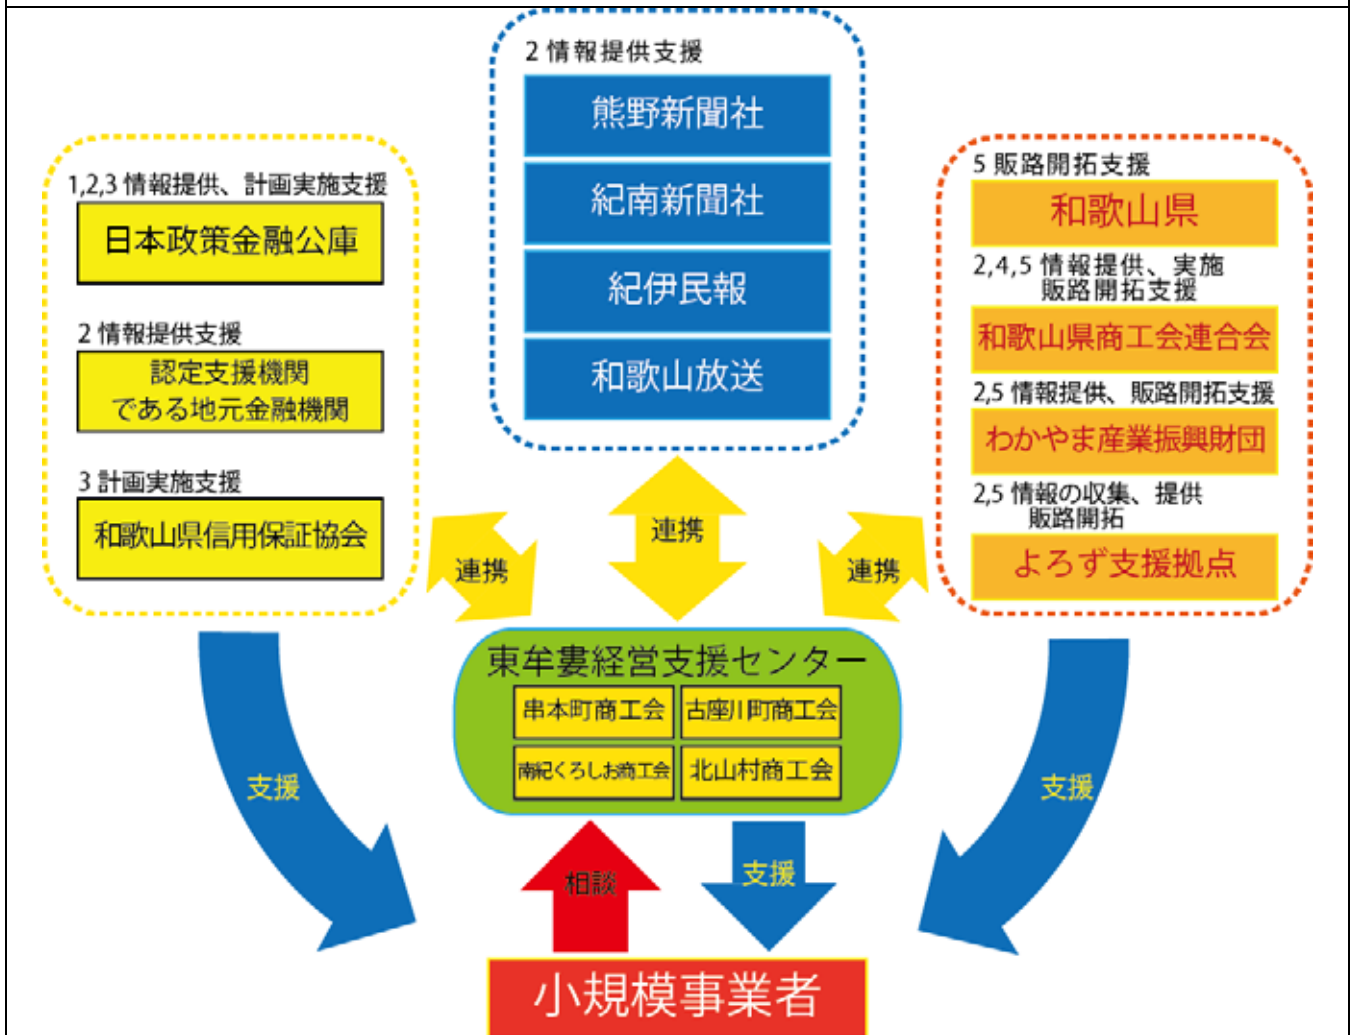 2 情報提供支援
熊野新聞社
紀南新聞社
紀伊民報
和歌山放送
1,2,3 情報提供、計画実施支援
日本政策金融公庫
2 情報提供支援
認定支援機関
である地元金融機関
3 計画実施支援
和歌山県信用保証協会
5 販路開拓支援
和歌山県
2,4,5 情報提供、実施
販路開拓支援
和歌山県商工会連合会
2,5 情報提供、販路開拓支援
わかやま産業振興財団
2,5 情報の収集、提供
販路開拓
よろず支援拠点
連携
連携
連携
東牟婁経営支援センター
串本町商工会
古座川町商工会
南紀くろしお商工会
北山村商工会
支援
相談
支援
支援
小規模事業者